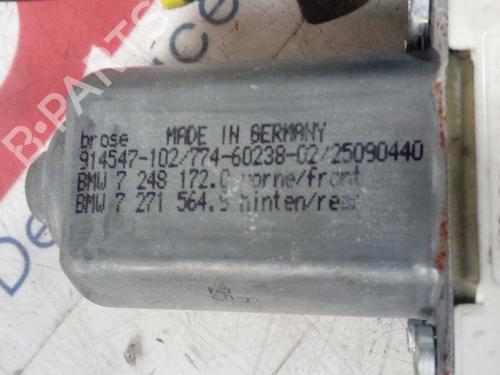 brose MADE IN GERMANY
914547-102/774-60238-02/25090440
BMW 7 248 172.0 vorne/front
BMW 7 271 564.9 hinten/rear
B-PARTS